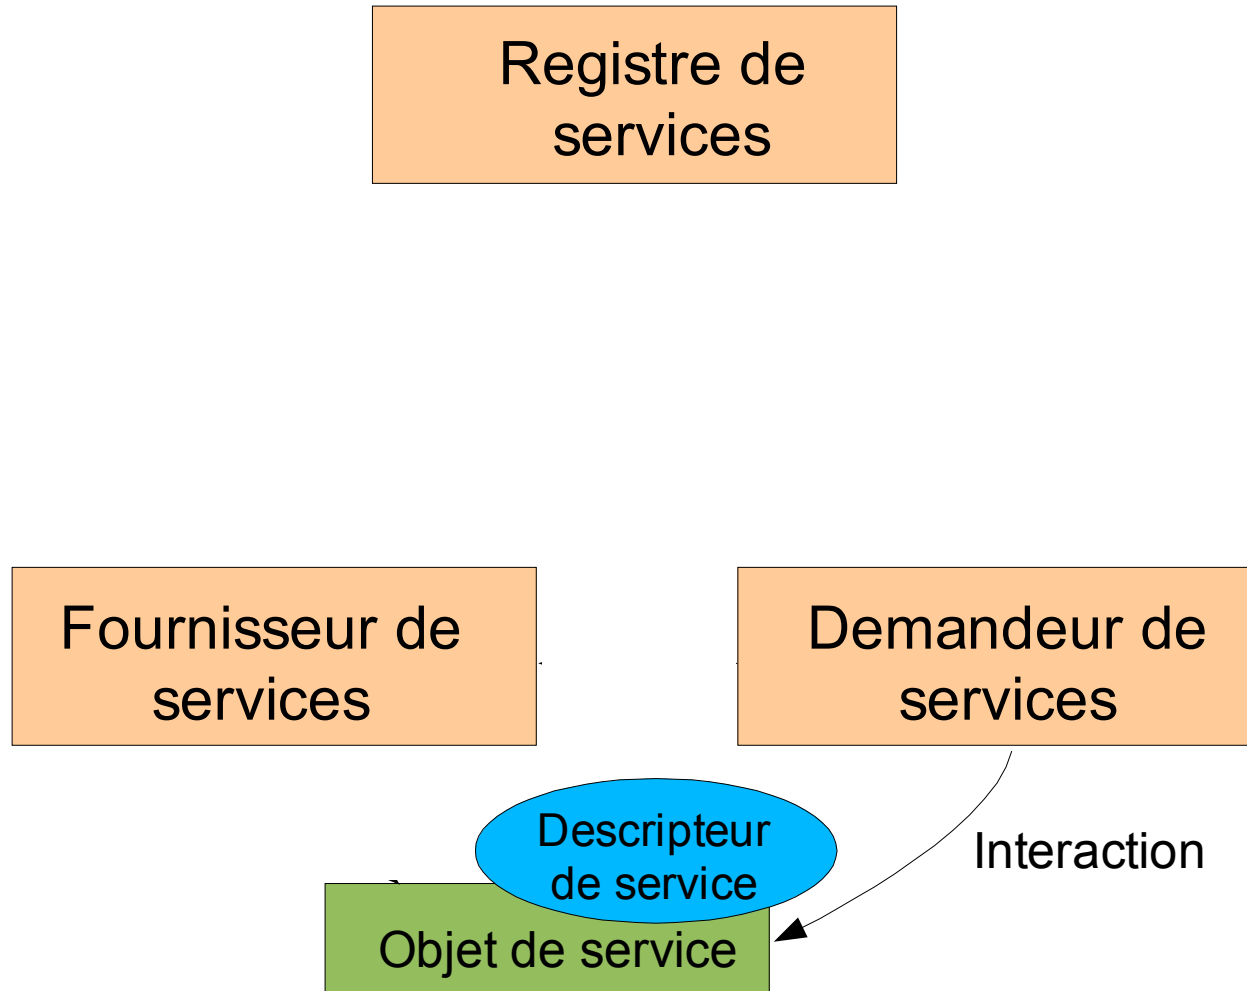 Registre de
services
Fournisseur de
services
Demandeur de
services
Descripteur
de service
Interaction
Objet de service